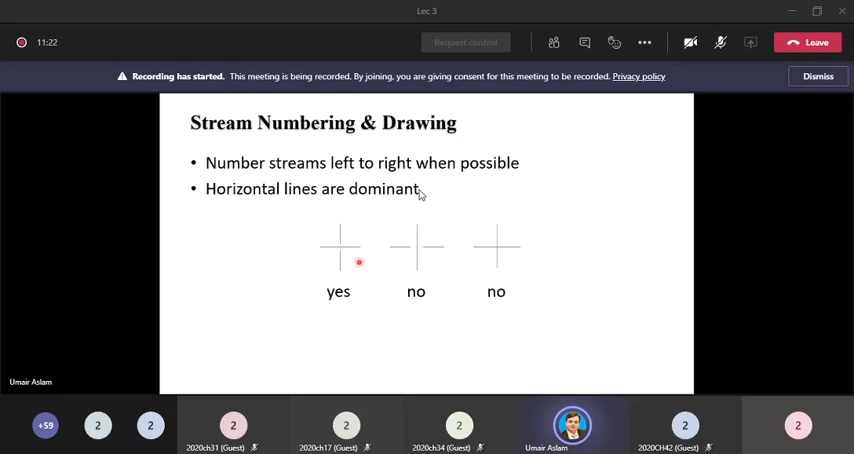 Lec 3
11:22
Request control
Leave
Recording has started. This meeting is being recorded. By joining, you are giving consent for this meeting to be recorded. Privacy policy
Dismiss
Stream Numbering & Drawing
• Number streams left to right when possible
• Horizontal lines are dominant
yes no no
Umair Aslam
+59 2 2 2 2 2 2 2
2020ch31 (Guest) 2020ch17 (Guest) 2020ch34 (Guest) Umair Aslam 2020CH42 (Guest)